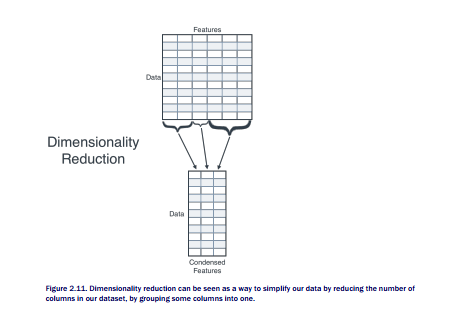 Features
Data
Dimensionality
Reduction
Data
Condensed
Features
Figure 2.11. Dimensionality reduction can be seen as a way to simplify our data by reducing the number of
columns in our dataset, by grouping some columns into one.